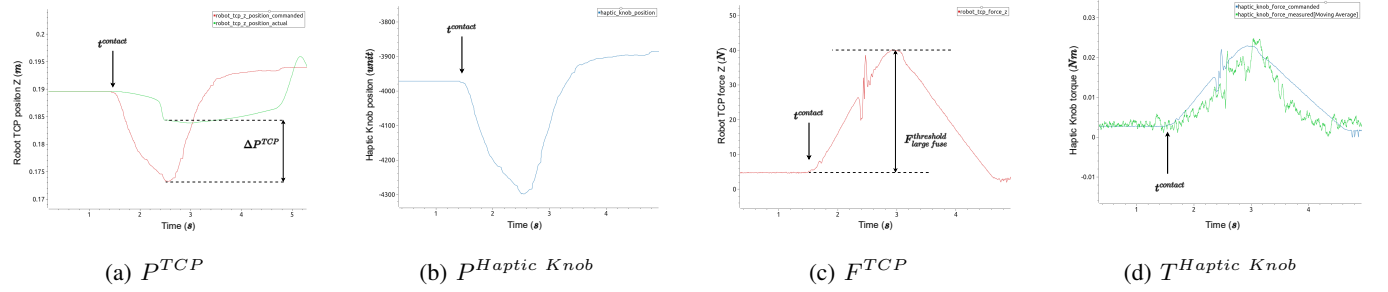 robot_tcp_z_position_commanded
robot_tcp_z_position_actual
Robot TCP positon Z (m)
0.2
0.195
0.19
0.185
0.18
0.175
0.17
t^contact
ΔP^TCP
1 2 3 4 5
Time (s)
(a) P^TCP
haptic_knob_position
Haptic Knob positon (unit)
-3900
-4000
-4100
-4200
-4300
t^contact
1 2 3 4
Time (s)
(b) P^Haptic Knob
robot_tcp_force_z
Robot TCP force Z (N)
50
40
30
20
10
0
t^contact
F^threshold_large fuse
2 3 4
Time (s)
(c) F^TCP
haptic_knob_force_commanded
haptic_knob_force_measured[Moving Average]
Haptic Knob torque (Nm)
0.03
0.02
0.01
0
-0.01
t^contact
1 2 3 4
Time (s)
(d) T^Haptic Knob